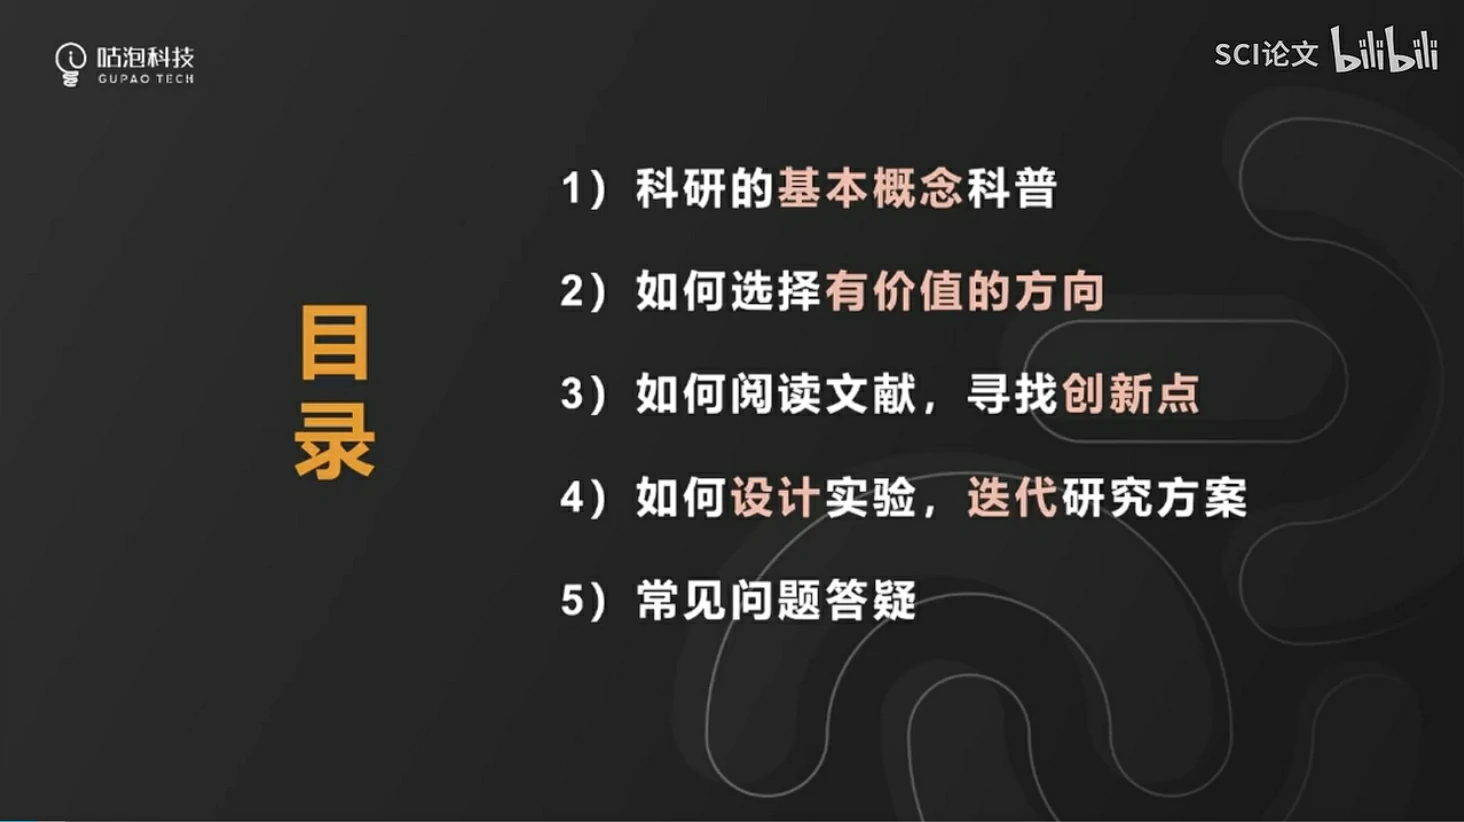 咕泡科技
GUPAO TECH
SCI论文 bilibili
目录
1）科研的基本概念科普
2）如何选择有价值的方向
3）如何阅读文献，寻找创新点
4）如何设计实验，迭代研究方案
5）常见问题答疑